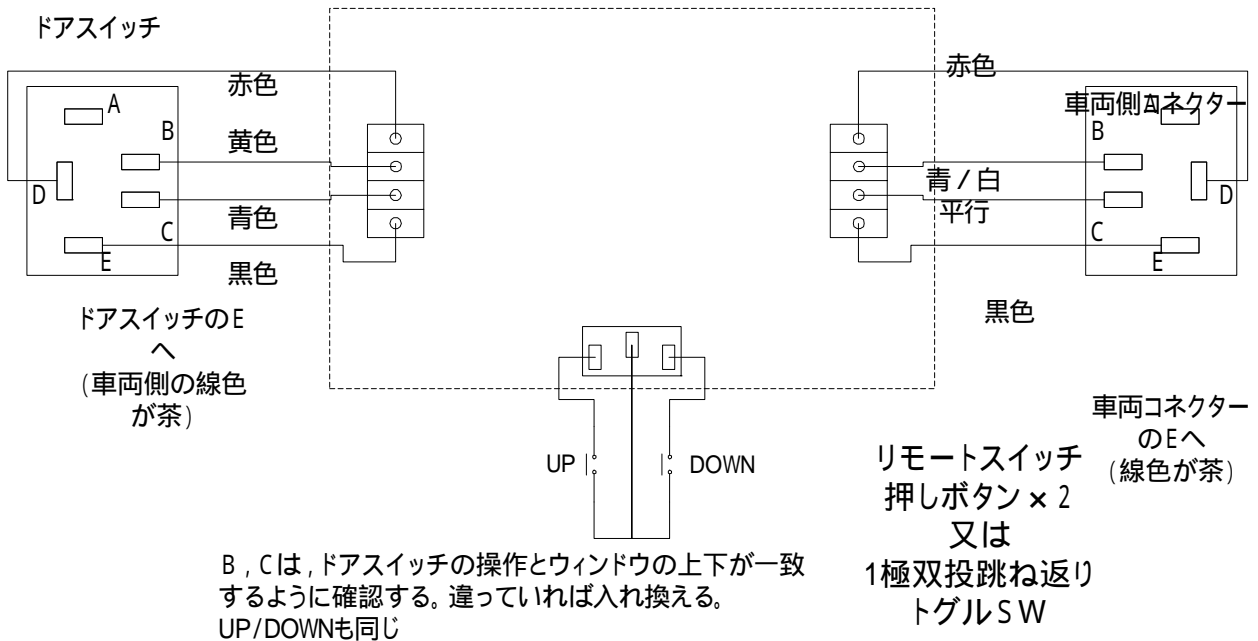 ドアスイッチ
赤色
赤色
A
車両側コネクター
A
B
黄色
B
D
青色
青/白
平行
D
C
C
E
黒色
E
黒色
ドアスイッチのE
へ
(車両側の線色
が茶)
車両コネクター
のEへ
(線色が茶)
UP
DOWN
リモートスイッチ
押しボタン×2
又は
1極双投跳ね返り
トグルSW
B,Cは,ドアスイッチの操作とウィンドウの上下が一致
するように確認する。違っていれば入れ換える。
UP/DOWNも同じ